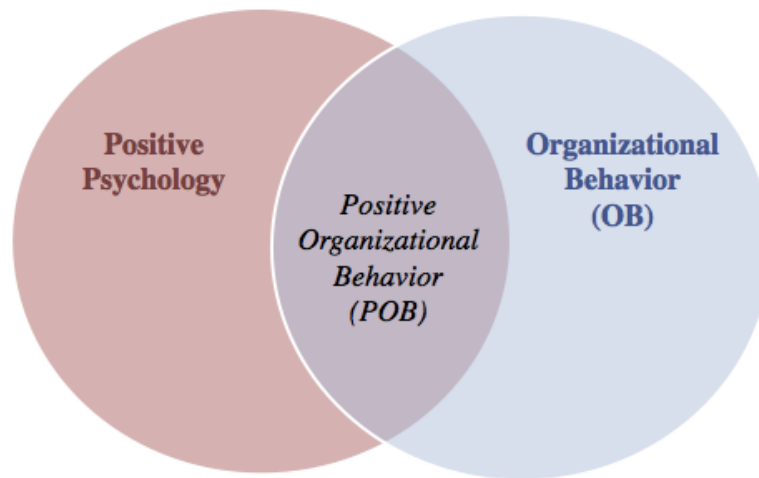 Positive
Psychology
Positive
Organizational
Behavior
(POB)
Organizational
Behavior
(OB)